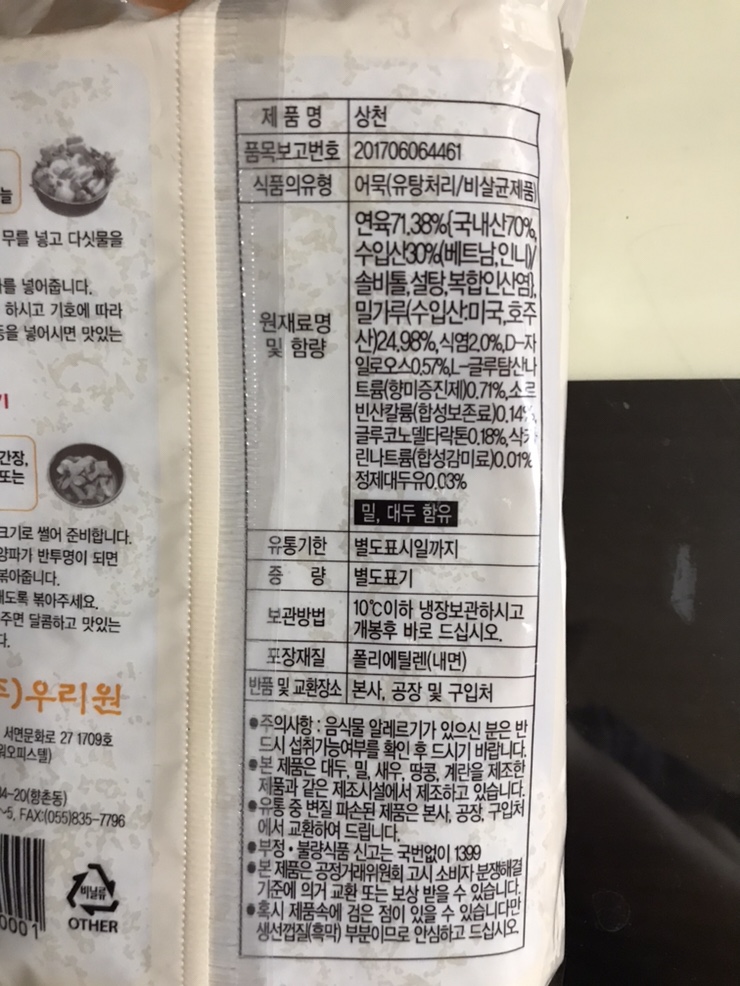 늘
무를 넣고 다싯물을
를 넣어줍니다.
하시고 기호에 따라
등을 넣어시면 맛있는
기
간장,
또는
크기로 썰어 준비합니다.
양파가 반투명이 되면
볶아줍니다.
배도록 볶아주세요.
주면 달콤하고 맛있는
다.
주)우리원
서면문화로 27 1709호
워오피스텔)
4-20(향촌동)
-5, FAX:(055)835-7796
비닐류
OTHER
0001
제 품 명 상천
품목보고번호 201706064461
식품의유형 어묵(유탕처리/비살균제품)
원재료명 및 함량
연육71.38%{국내산70%,
수입산30%(베트남,인니)/
솔비톨,설탕,복합인산염},
밀가루(수입산:미국,호주
산)24.98%,식염2.0%,D-자
일로오스0.57%,L-글루탐산나
트륨(향미증진제)0.71%,소르
빈산칼륨(합성보존료)0.14%,
글루코노델타락톤0.18%,삭카
린나트륨(합성감미료)0.01%
정제대두유0.03%
밀, 대두 함유
유통기한 별도표시일까지
중 량 별도표기
보관방법 10℃이하 냉장보관하시고
개봉후 바로 드십시오.
포장재질 폴리에틸렌(내면)
반품 및 교환장소 본사, 공장 및 구입처
●주의사항 : 음식물 알레르기가 있으신 분은 반
드시 섭취가능여부를 확인 후 드시기 바랍니다.
●본 제품은 대두, 밀, 새우, 땅콩, 계란을 제조한
제품과 같은 제조시설에서 제조하고 있습니다.
●유통 중 변질 파손된 제품은 본사, 공장, 구입처
에서 교환하여 드립니다.
●부정•불량식품 신고는 국번없이 1399
●본 제품은 공정거래위원회 고시 소비자 분쟁해결
기준에 의거 교환 또는 보상 받을 수 있습니다.
●혹시 제품속에 검은 점이 있을 수 있습니다만
생선껍질(흑막) 부분이므로 안심하고 드십시오.